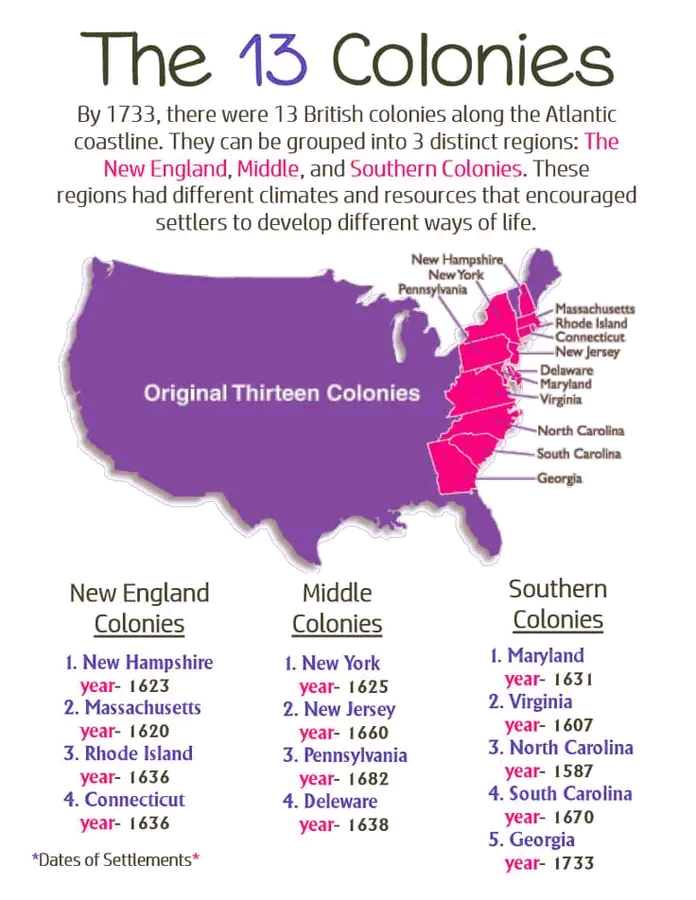 The 13 Colonies
By 1733, there were 13 British colonies along the Atlantic
coastline. They can be grouped into 3 distinct regions: The
New England, Middle, and Southern Colonies. These
regions had different climates and resources that encouraged
settlers to develop different ways of life.
New Hampshire
New York
Pennsylvania
Massachusetts
Rhode Island
Connecticut
New Jersey
Delaware
Maryland
Virginia
North Carolina
South Carolina
Georgia
Original Thirteen Colonies
New England
Colonies
1. New Hampshire
year- 1623
2. Massachusetts
year- 1620
3. Rhode Island
year- 1636
4. Connecticut
year- 1636
Middle
Colonies
1. New York
year- 1625
2. New Jersey
year- 1660
3. Pennsylvania
year- 1682
4. Deleware
year- 1638
Southern
Colonies
1. Maryland
year- 1631
2. Virginia
year- 1607
3. North Carolina
year- 1587
4. South Carolina
year- 1670
5. Georgia
year- 1733
*Dates of Settlements*